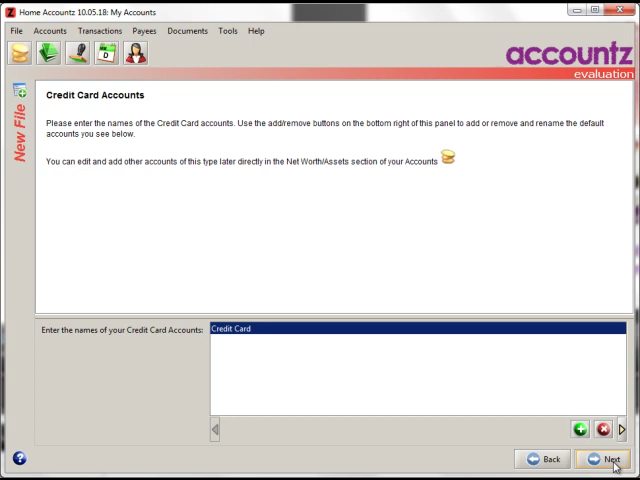 Home Accountz 10.05.18: My Accounts
File Accounts Transactions Payees Documents Tools Help
D
accountz
evaluation
New File
Credit Card Accounts
Please enter the names of the Credit Card accounts. Use the add/remove buttons on the bottom right of this panel to add or remove and rename the default
accounts you see below.
You can edit and add other accounts of this type later directly in the Net Worth/Assets section of your Accounts
Enter the names of your Credit Card Accounts:
Credit Card
Back Next